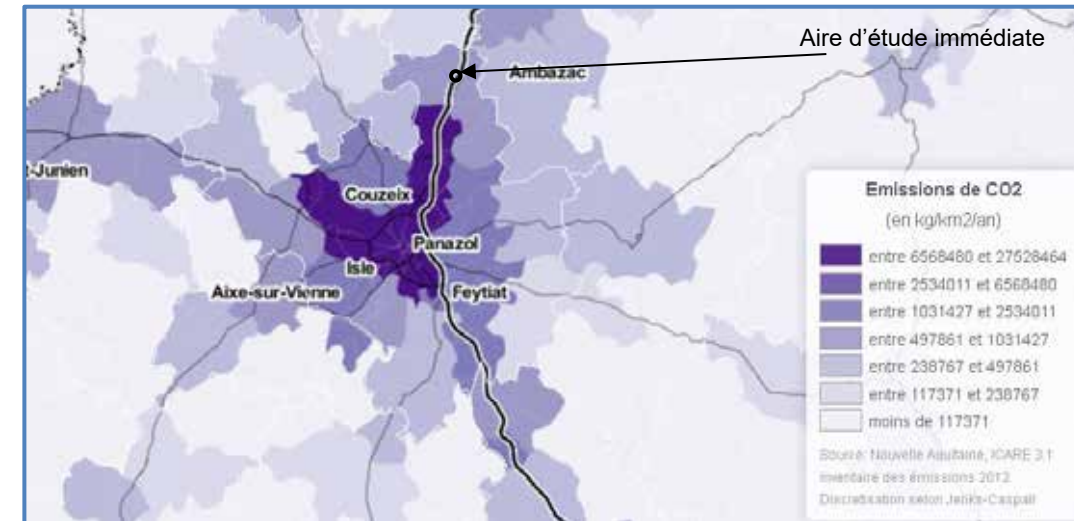 Aire d'étude immédiate
Ambazac
t-Junien
Couzeix
Panazol
Isle
Aixe-sur-Vienne
Feytiat
Emissions de CO2
(en kg/km2/an)
entre 6568480 et 27528464
entre 2534011 et 6568480
entre 1031427 et 2534011
entre 497861 et 1031427
entre 238767 et 497861
entre 117371 et 238767
moins de 117371
Source: Nouvelle Aquitaine, ICARE 3.1
Inventaire des émissions 2012
Discrétisation selon Jenks-Caspall